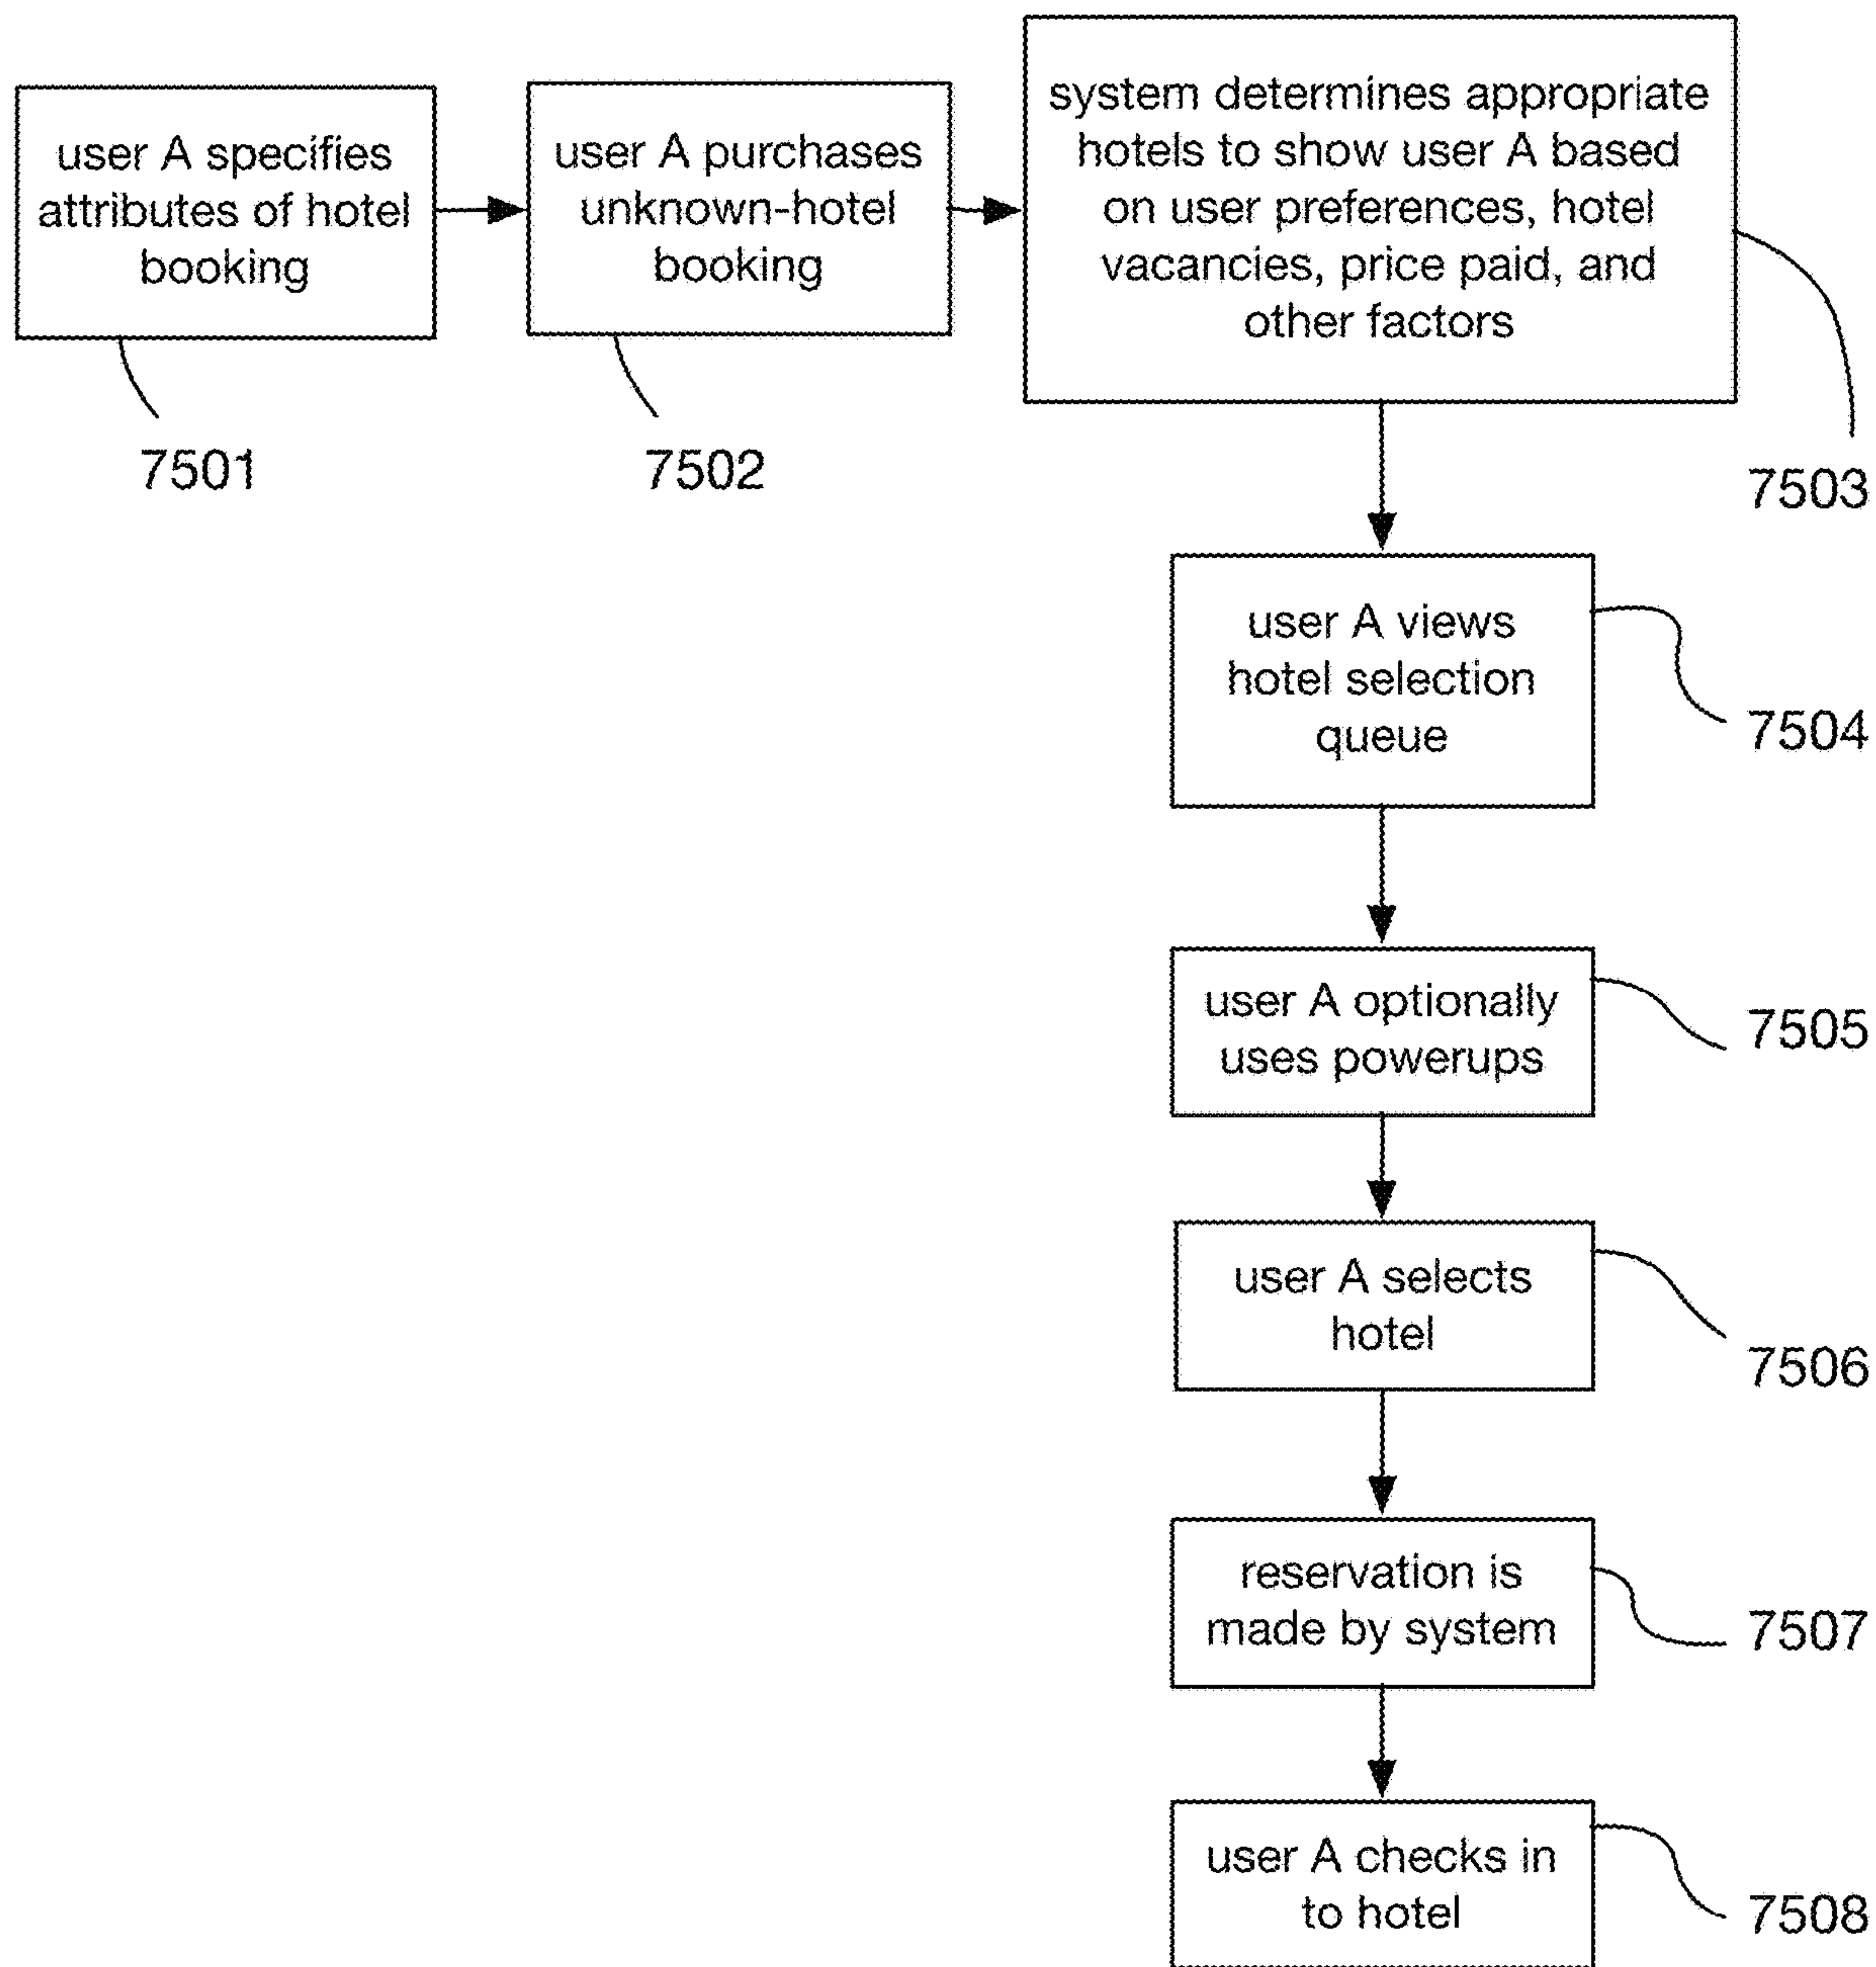 user A specifies
attributes of hotel
booking
7501
user A purchases
unknown-hotel
booking
7502
system determines appropriate
hotels to show user A based
on user preferences, hotel
vacancies, price paid, and
other factors
7503
user A views
hotel selection
queue
7504
user A optionally
uses powerups
7505
user A selects
hotel
7506
reservation is
made by system
7507
user A checks in
to hotel
7508